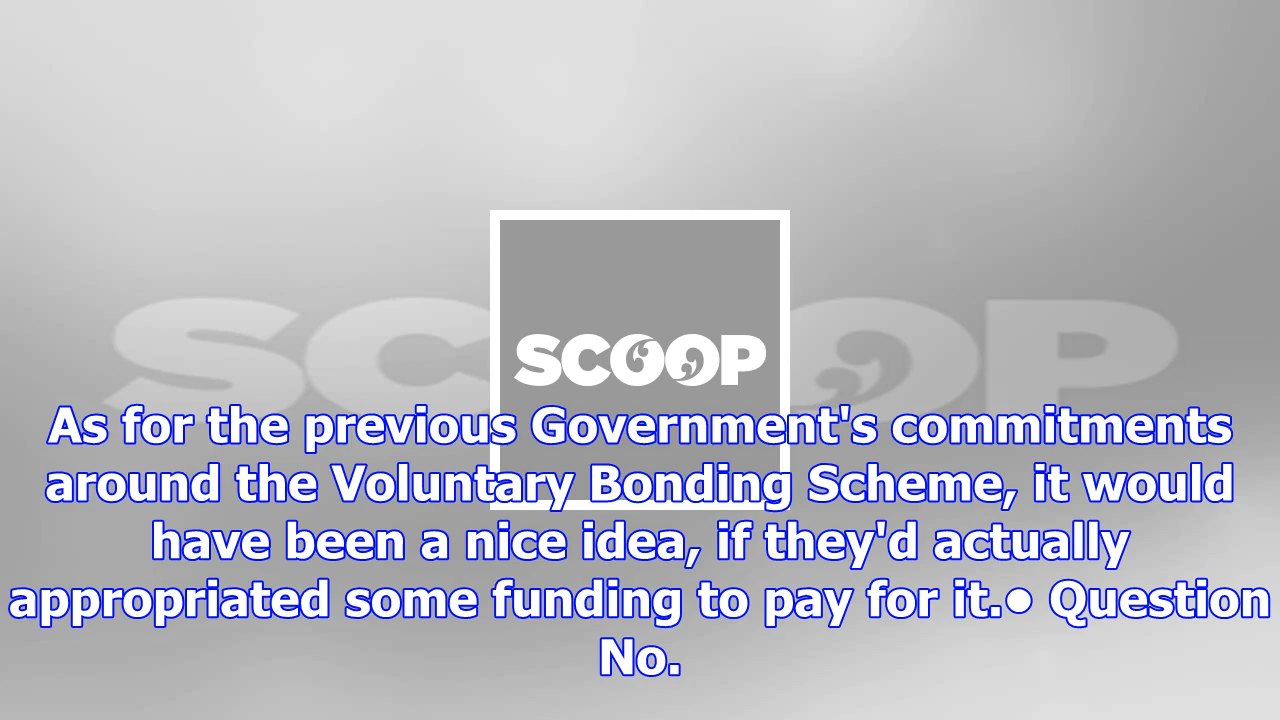 SCOOP
SCOOP
As for the previous Government's commitments
around the Voluntary Bonding Scheme, it would
have been a nice idea, if they'd actually
appropriated some funding to pay for it.● Question
No.